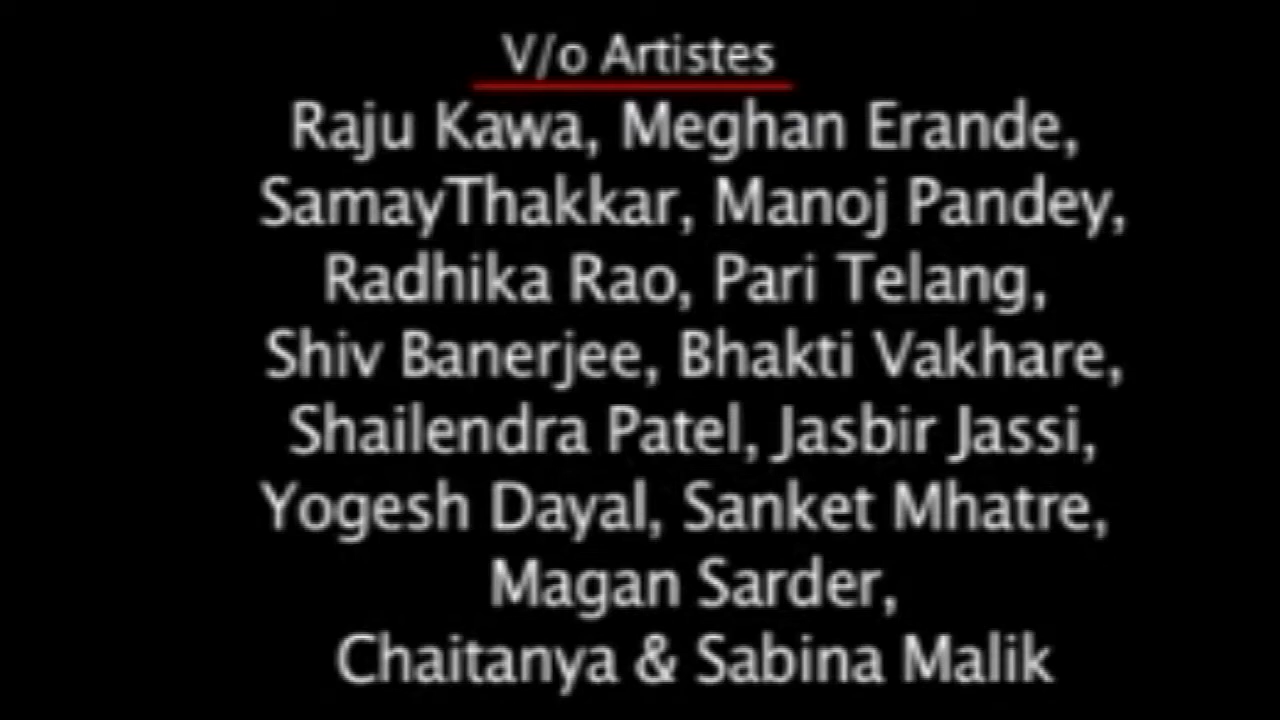 V/o Artistes
Raju Kawa, Meghan Erande,
SamayThakkar, Manoj Pandey,
Radhika Rao, Pari Telang,
Shiv Banerjee, Bhakti Vakhare,
Shailendra Patel, Jasbir Jassi,
Yogesh Dayal, Sanket Mhatre,
Magan Sarder,
Chaitanya & Sabina Malik